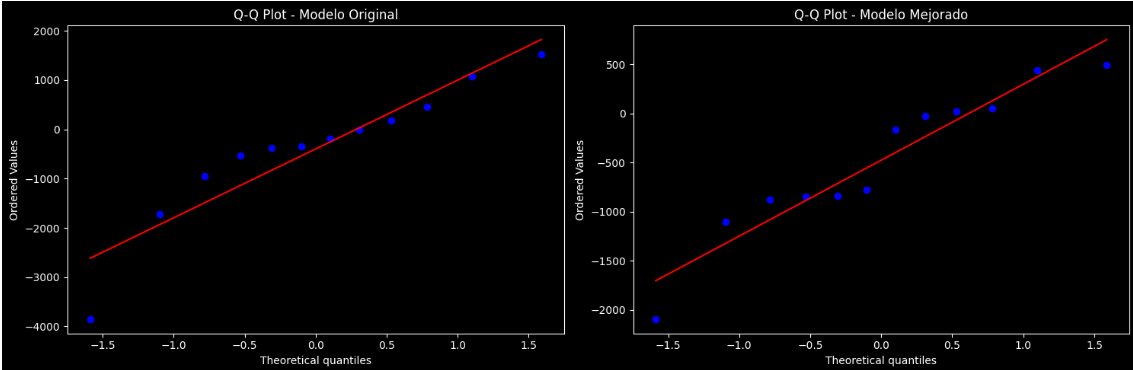 Q-Q Plot - Modelo Original
2000
1000
0
−1000
−2000
−3000
−4000
Ordered Values
−1.5 −1.0 −0.5 0.0 0.5 1.0 1.5
Theoretical quantiles
Q-Q Plot - Modelo Mejorado
500
0
−500
−1000
−1500
−2000
Ordered Values
−1.5 −1.0 −0.5 0.0 0.5 1.0 1.5
Theoretical quantiles